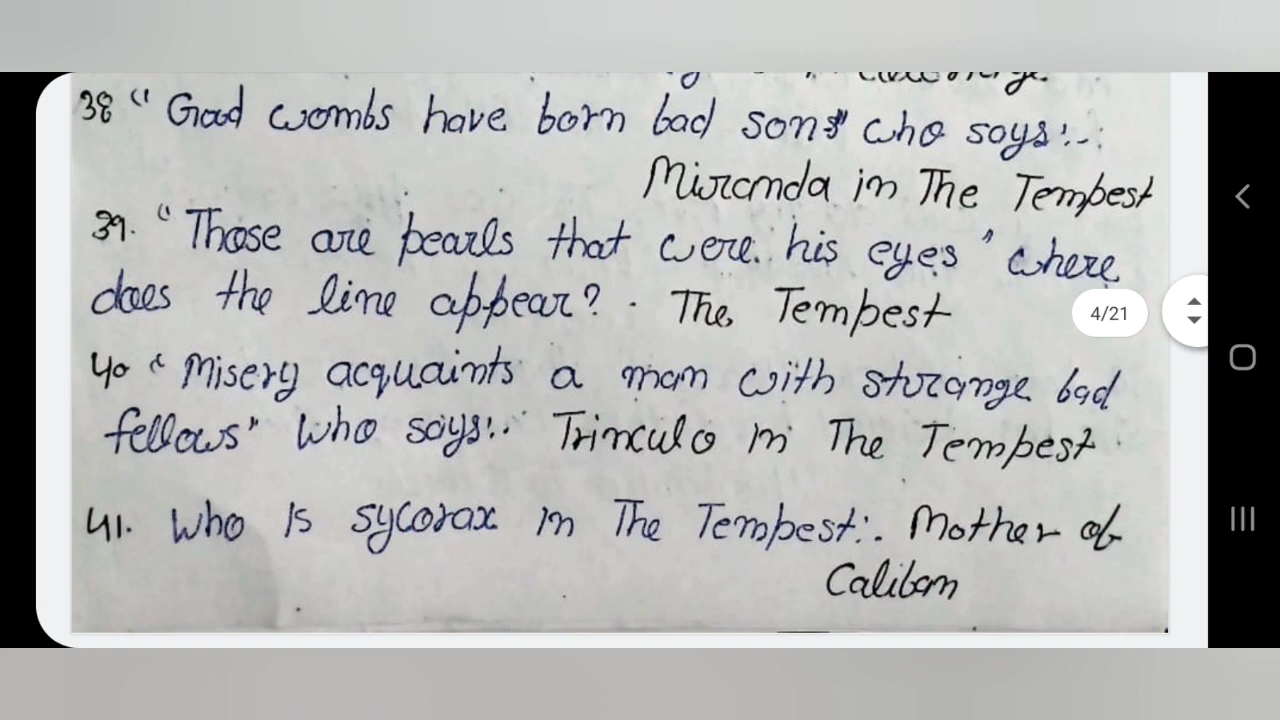 38 "Good wombs have born bad sons" who says:-
Miranda in The Tempest
39. "Those are pearls that were his eyes" where
does the line appear? . The Tempest
4/21
40 "Misery acquaints a man with strange bad
fellows" Who says:. Trinculo in The Tempest
41. Who Is sycorax in The Tempest:. Mother of
Caliban